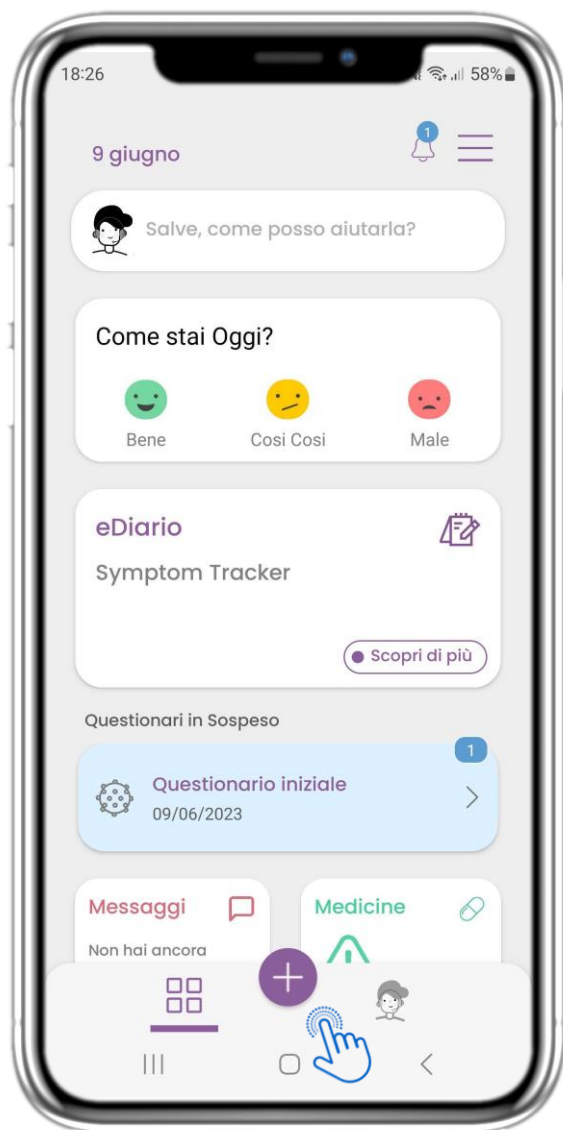 18:26
58%
9 giugno
1
Salve, come posso aiutarla?
Come stai Oggi?
Bene
Cosi Cosi
Male
eDiario
Symptom Tracker
Scopri di più
Questionari in Sospeso
1
Questionario iniziale
09/06/2023
Messaggi
Medicine
Non hai ancora